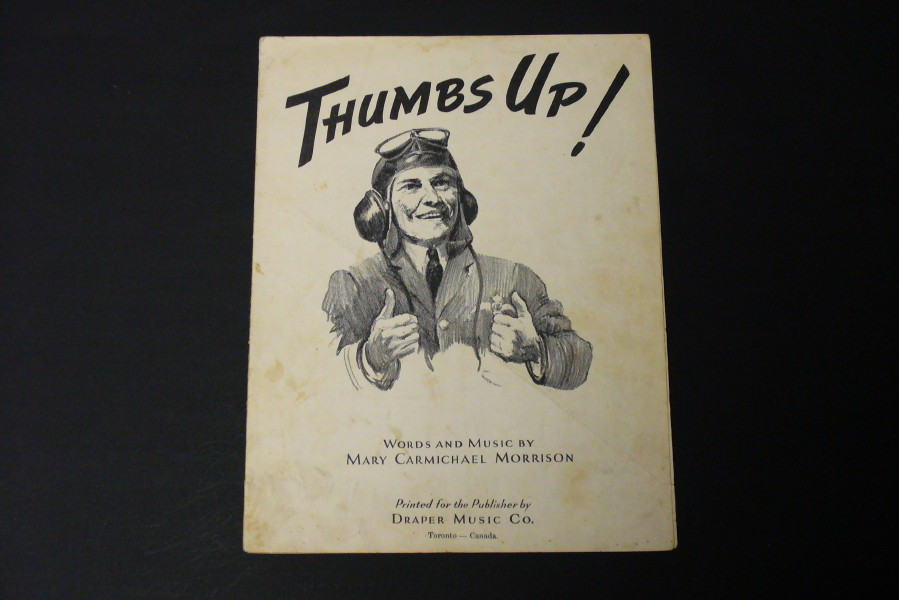 THUMBS UP!
WORDS AND MUSIC BY
MARY CARMICHAEL MORRISON
Printed for the Publisher by
DRAPER MUSIC CO.
Toronto — Canada.